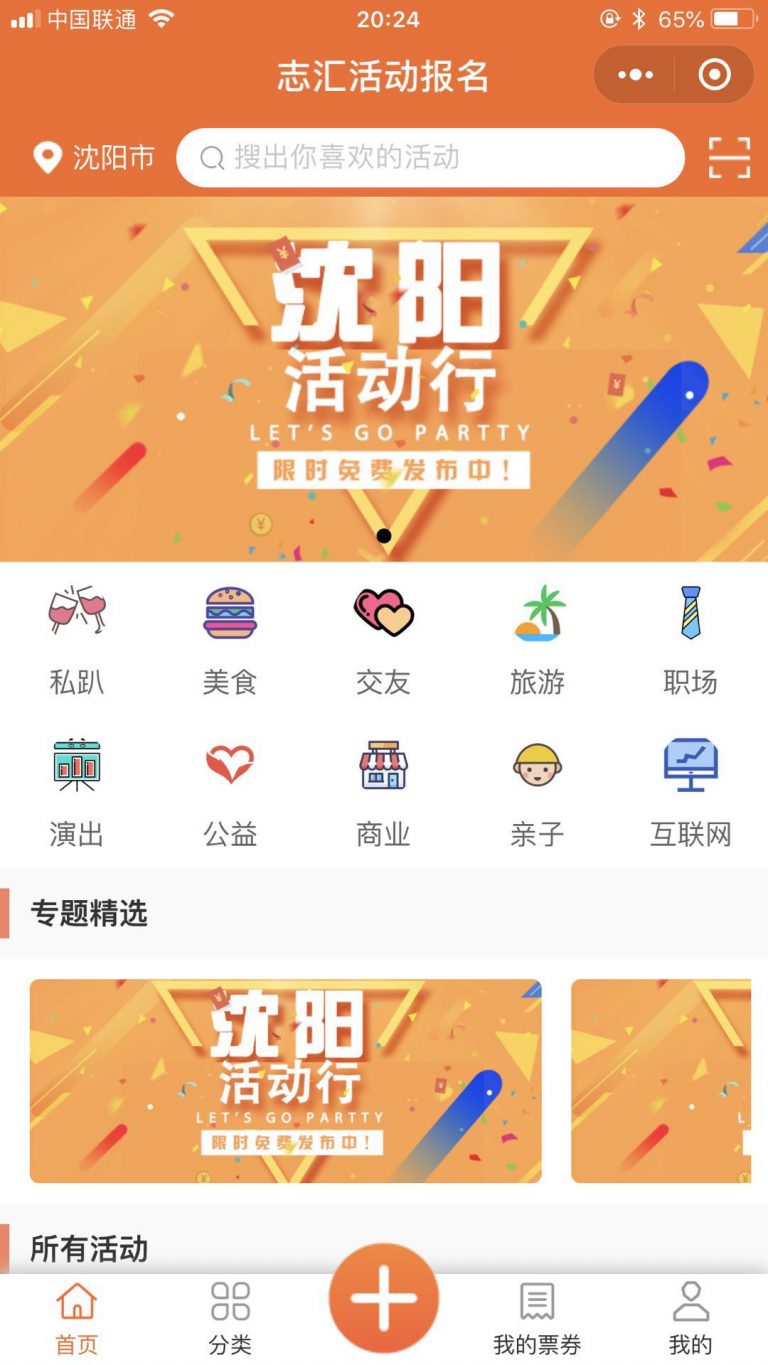 中国联通
20:24
65%
志汇活动报名
沈阳市
搜出你喜欢的活动
沈阳
活动行
LET'S GO PARTTY
限时免费发布中!
私趴 美食 交友 旅游 职场
演出 公益 商业 亲子 互联网
专题精选
沈阳
活动行
LET'S GO PARTTY
限时免费发布中!
L
所有活动
首页 分类 我的票券 我的